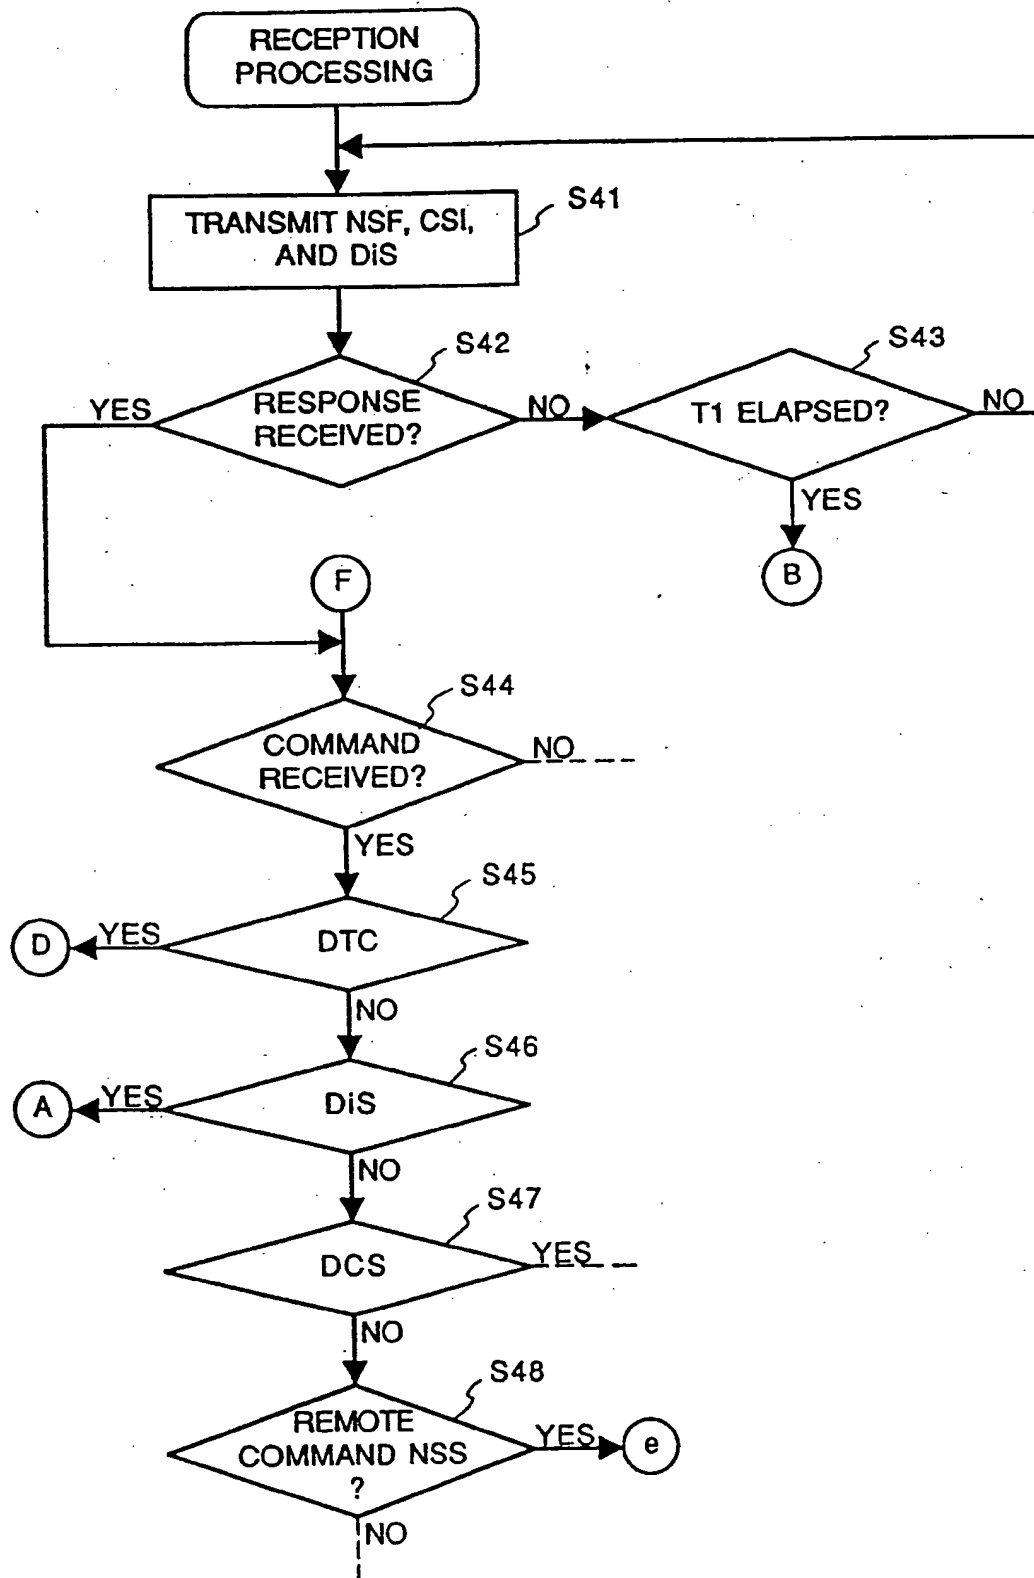 RECEPTION
PROCESSING
S41
TRANSMIT NSF, CSI,
AND DiS
S42
RESPONSE
RECEIVED?
YES
NO
S43
T1 ELAPSED?
NO
YES
B
F
S44
COMMAND
RECEIVED?
NO
YES
S45
DTC
YES
D
NO
S46
DiS
YES
A
NO
S47
DCS
YES
NO
S48
REMOTE
COMMAND NSS
?
YES
e
NO